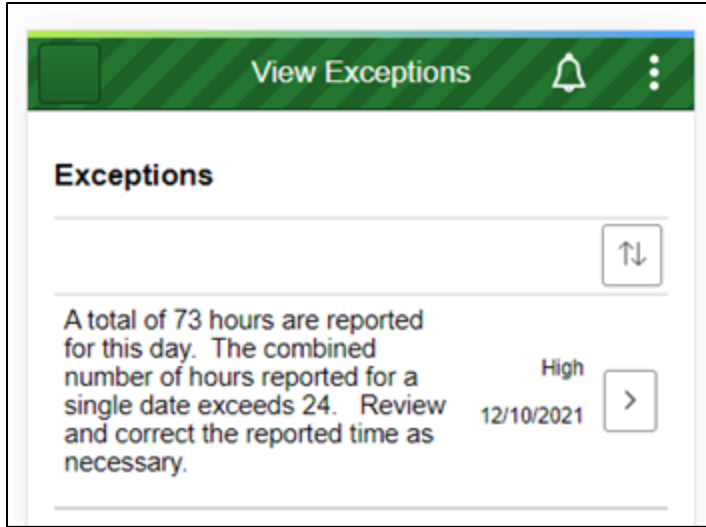 View Exceptions
Exceptions
A total of 73 hours are reported
for this day.  The combined
number of hours reported for a
single date exceeds 24.   Review
and correct the reported time as
necessary.
High
12/10/2021